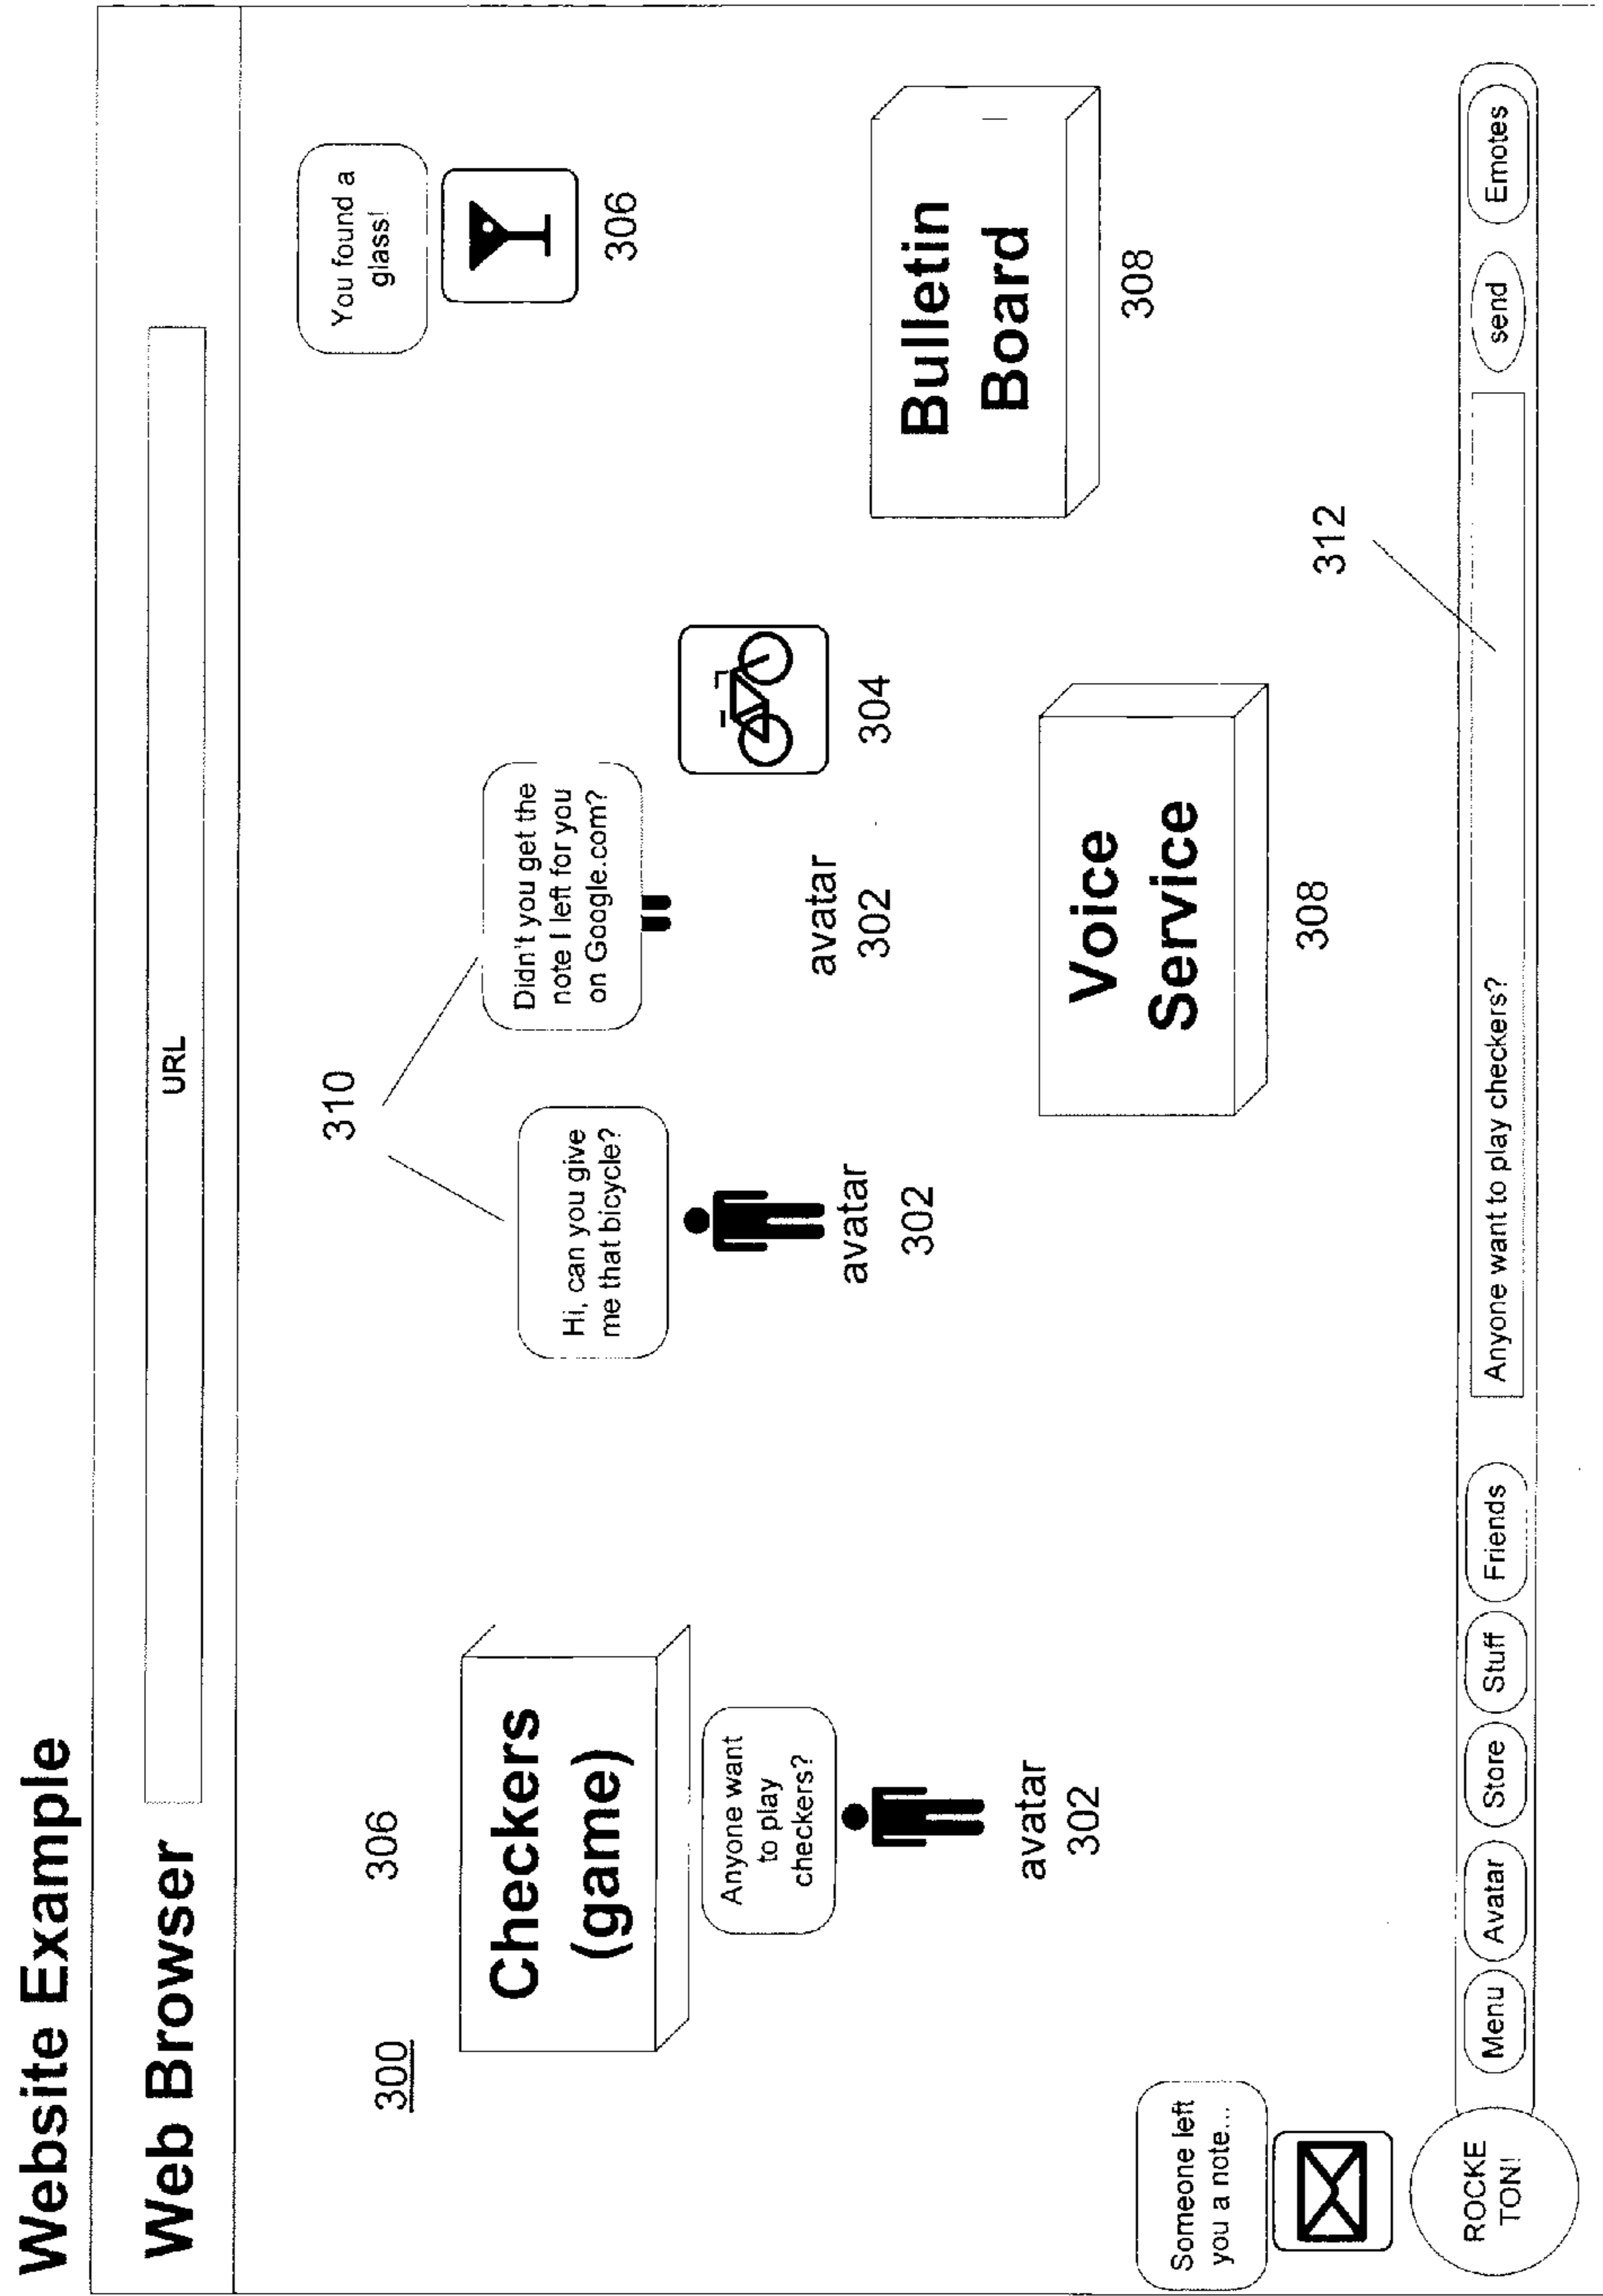 Website Example
Web Browser
URL
300
306
Checkers
(game)
Anyone want
to play
checkers?
avatar
302
310
Hi, can you give
me that bicycle?
avatar
302
Didn't you get the
note I left for you
on Google.com?
avatar
302
304
You found a
glass!
306
Bulletin
Board
308
Voice
Service
308
312
Someone left
you a note...
ROCKE
TON!
Menu
Avatar
Store
Stuff
Friends
Anyone want to play checkers?
send
Emotes